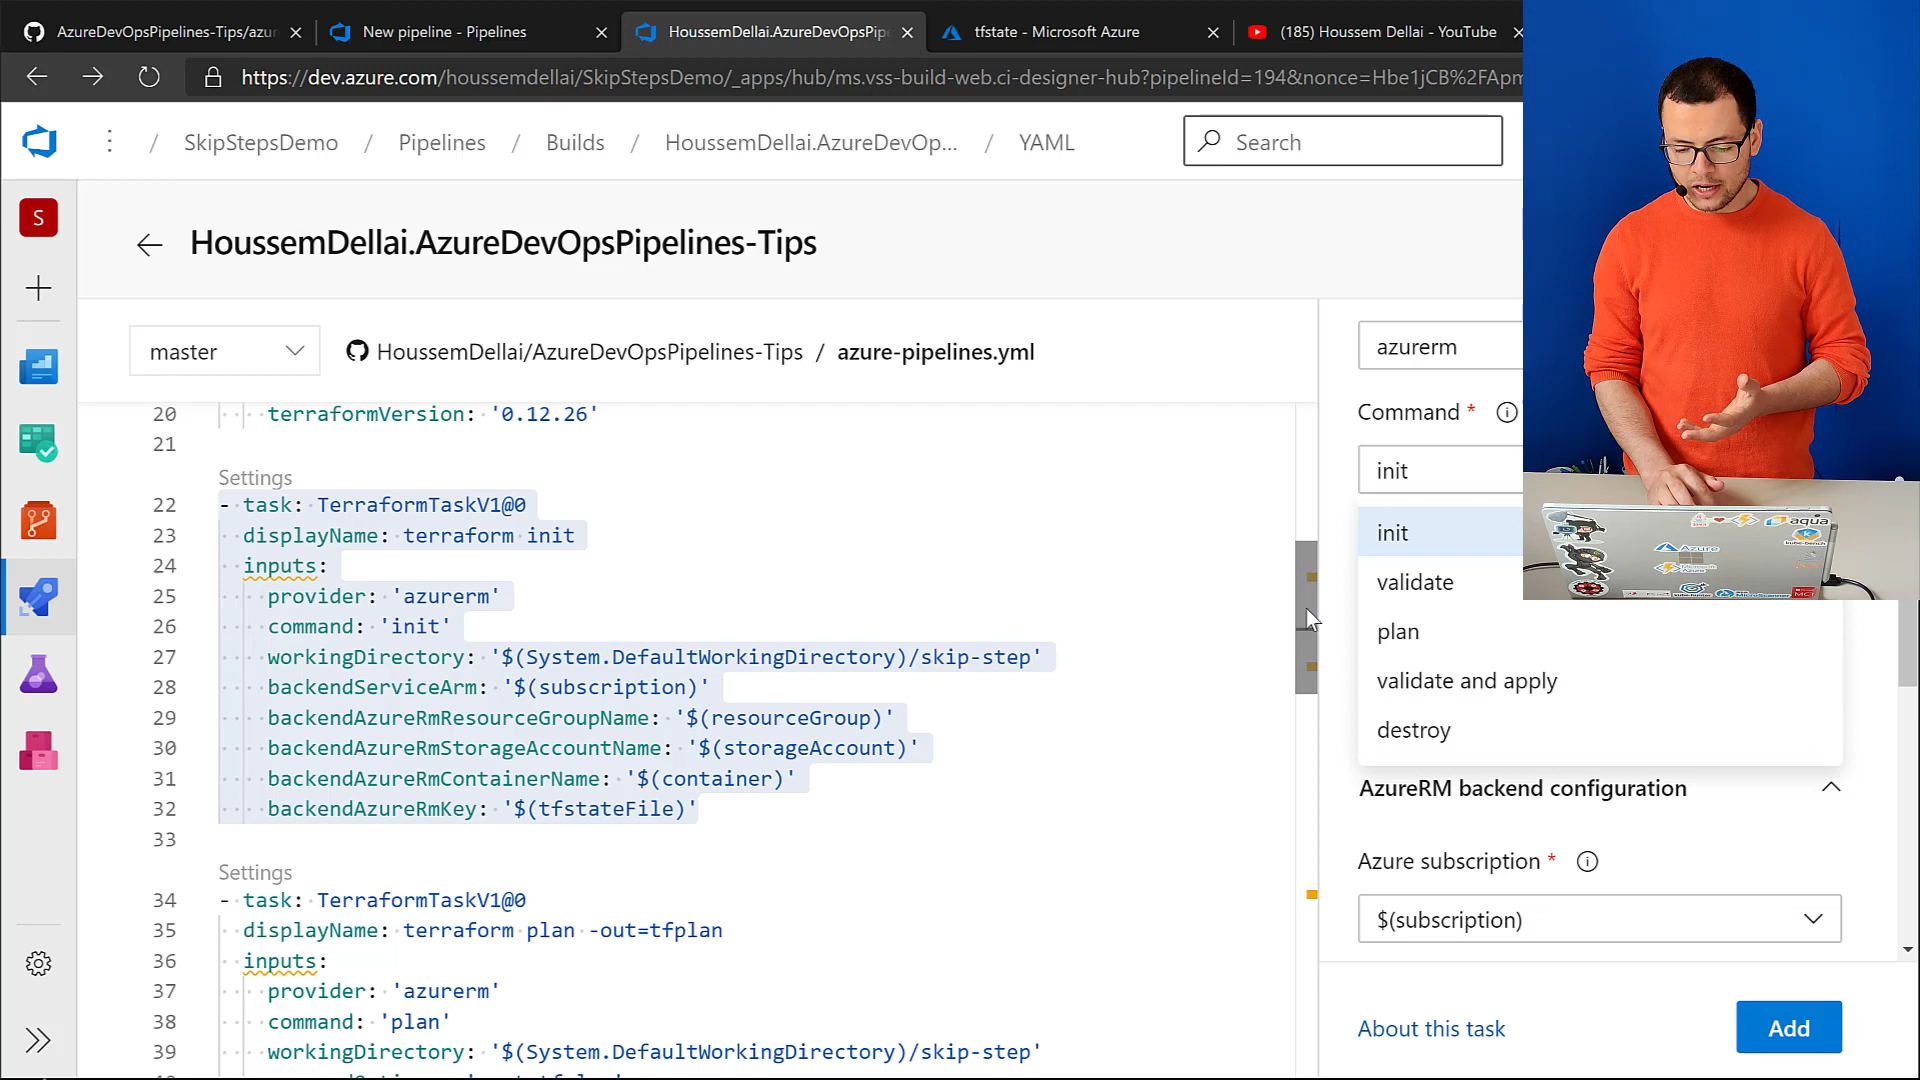 AzureDevOpsPipelines-Tips/azur
New pipeline - Pipelines
HoussemDellai.AzureDevOpsPip
tfstate - Microsoft Azure
(185) Houssem Dellai - YouTube
https://dev.azure.com/houssemdellai/SkipStepsDemo/_apps/hub/ms.vss-build-web.ci-designer-hub?pipelineId=194&nonce=Hbe1jCB%2FApm
/ SkipStepsDemo / Pipelines / Builds / HoussemDellai.AzureDevOp... / YAML
Search
S
HoussemDellai.AzureDevOpsPipelines-Tips
master
HoussemDellai/AzureDevOpsPipelines-Tips / azure-pipelines.yml
20 terraformVersion: '0.12.26'
21
Settings
22 - task: TerraformTaskV1@0
23 displayName: terraform init
24 inputs:
25 provider: 'azurerm'
26 command: 'init'
27 workingDirectory: '$(System.DefaultWorkingDirectory)/skip-step'
28 backendServiceArm: '$(subscription)'
29 backendAzureRmResourceGroupName: '$(resourceGroup)'
30 backendAzureRmStorageAccountName: '$(storageAccount)'
31 backendAzureRmContainerName: '$(container)'
32 backendAzureRmKey: '$(tfstateFile)'
33
Settings
34 - task: TerraformTaskV1@0
35 displayName: terraform plan -out=tfplan
36 inputs:
37 provider: 'azurerm'
38 command: 'plan'
39 workingDirectory: '$(System.DefaultWorkingDirectory)/skip-step'
azurerm
Command *
init
init
validate
plan
validate and apply
destroy
AzureRM backend configuration
Azure subscription *
$(subscription)
About this task
Add
aqua
kube-bench
Azure